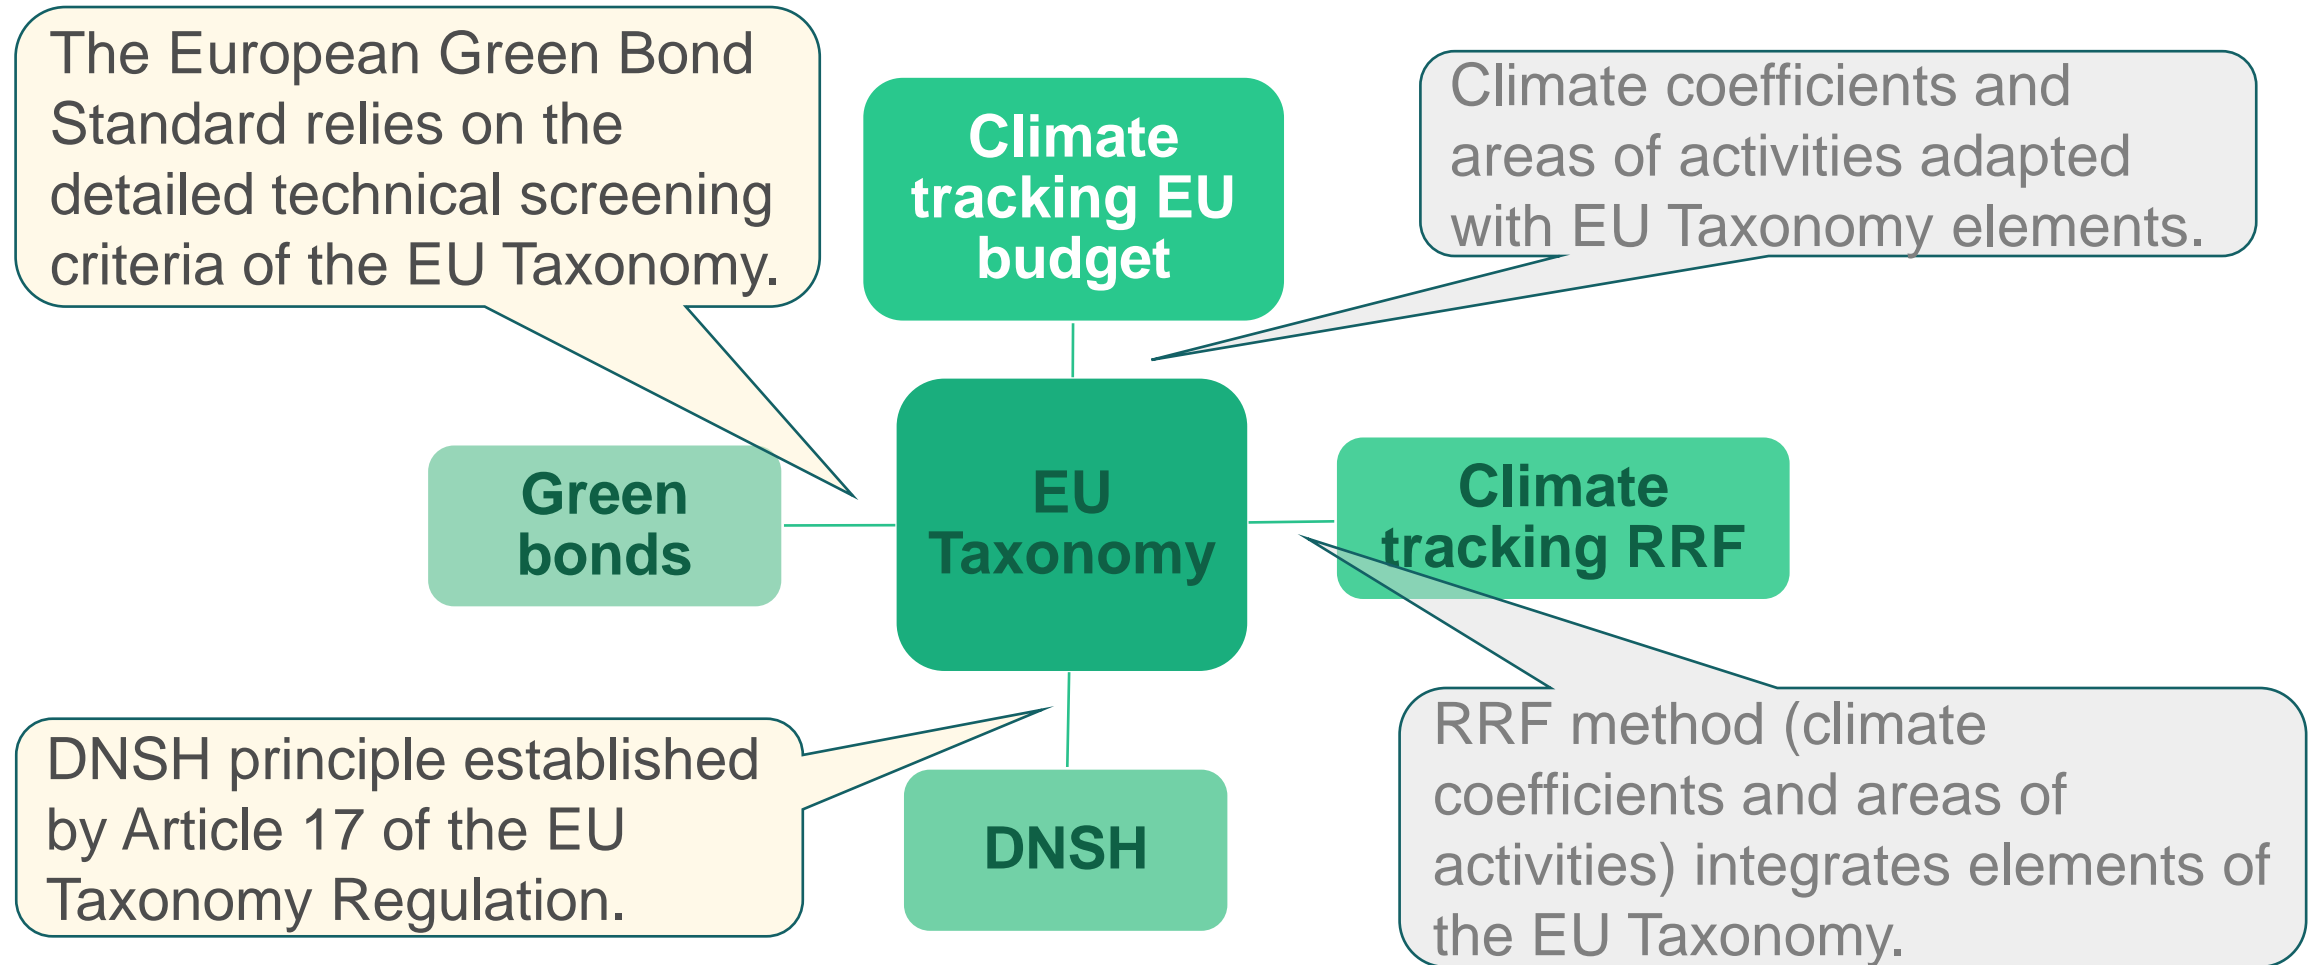 The European Green Bond
Standard relies on the
detailed technical screening
criteria of the EU Taxonomy.
Climate
tracking EU
budget
Climate coefficients and
areas of activities adapted
with EU Taxonomy elements.
Green
bonds
EU
Taxonomy
Climate
tracking RRF
DNSH principle established
by Article 17 of the EU
Taxonomy Regulation.
DNSH
RRF method (climate
coefficients and areas of
activities) integrates elements of
the EU Taxonomy.